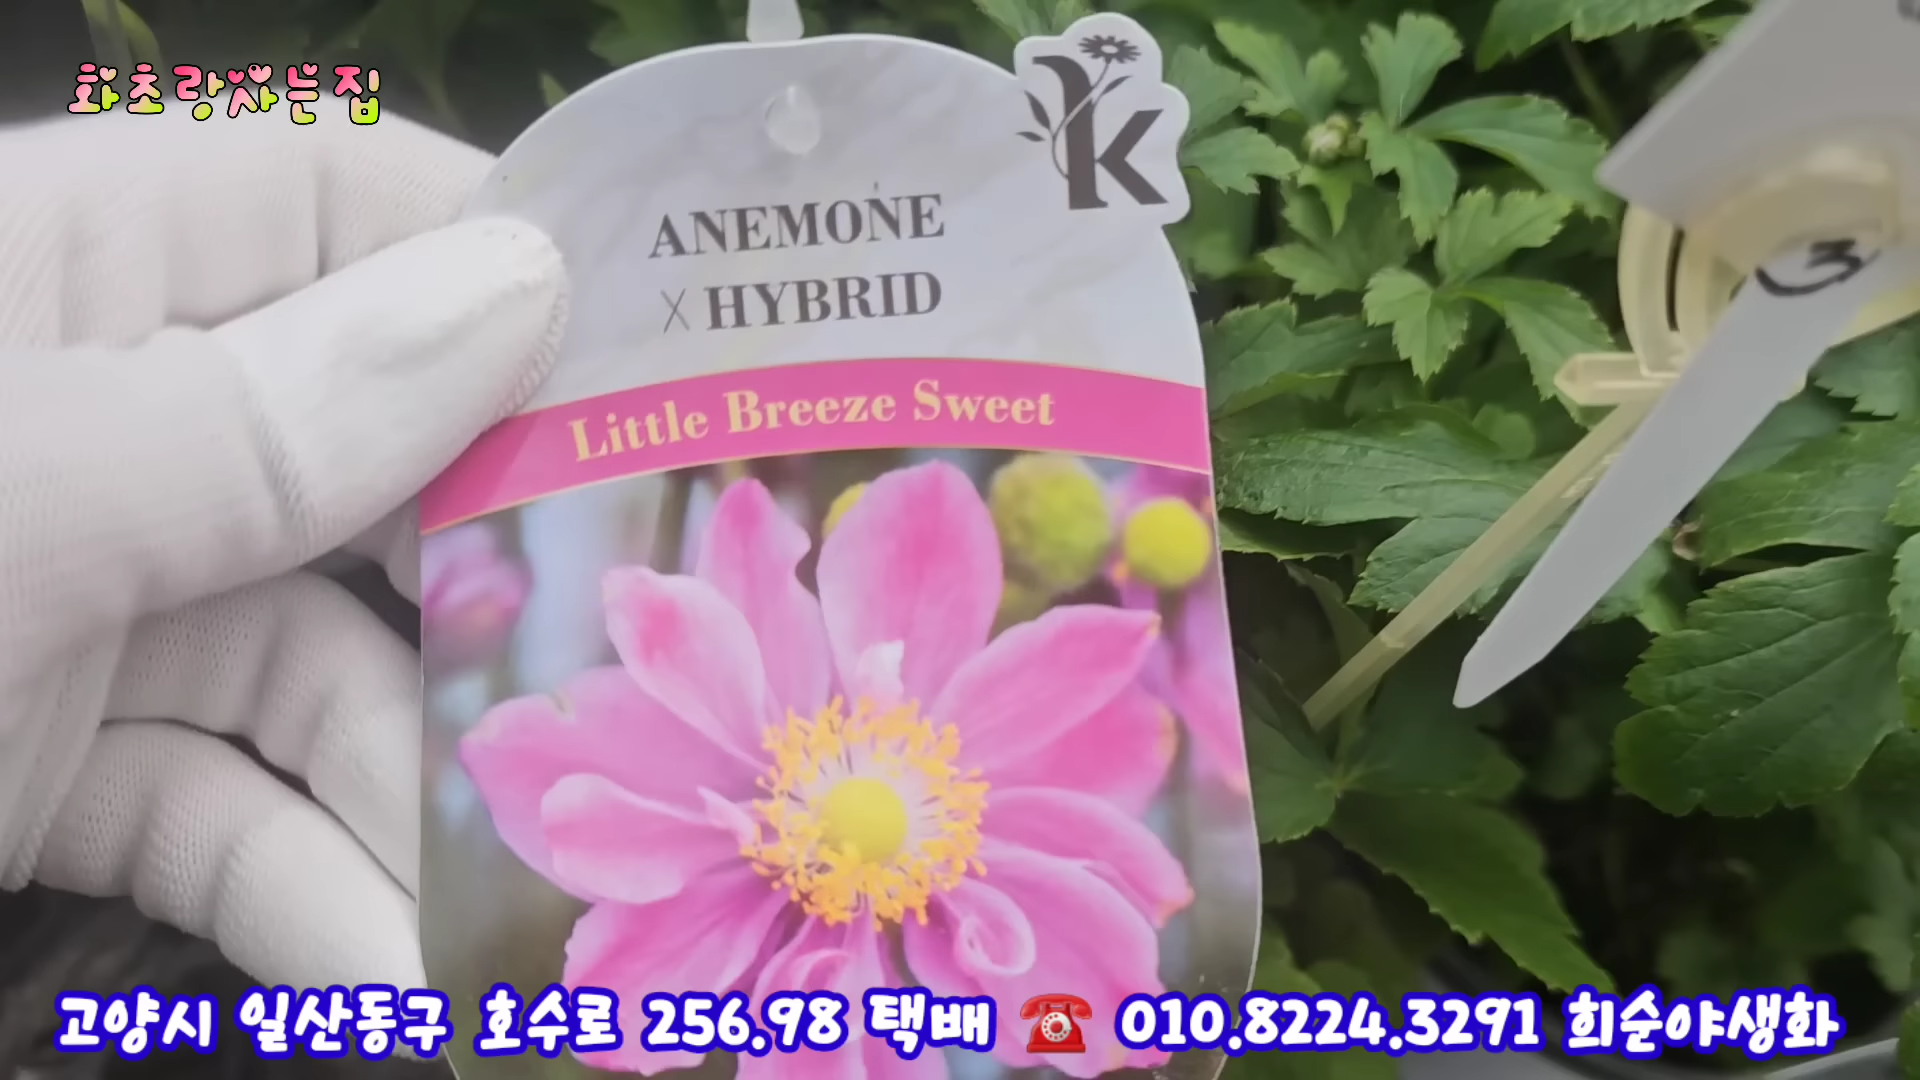 화초랑사는집
K
ANEMONE
X HYBRID
Little Breeze Sweet
3
고양시 일산동구 호수로 256.98 택배 ☎️ 010.8224.3291 희순야생화